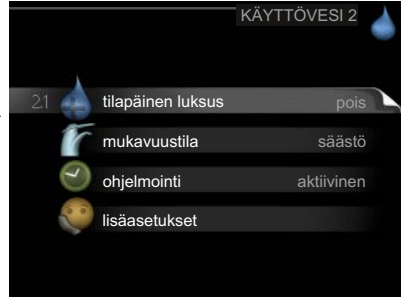 KÄYTTÖVESI 2
2.1 tilapäinen luksus pois
mukavuustila säästö
ohjelmointi aktiivinen
lisäasetukset